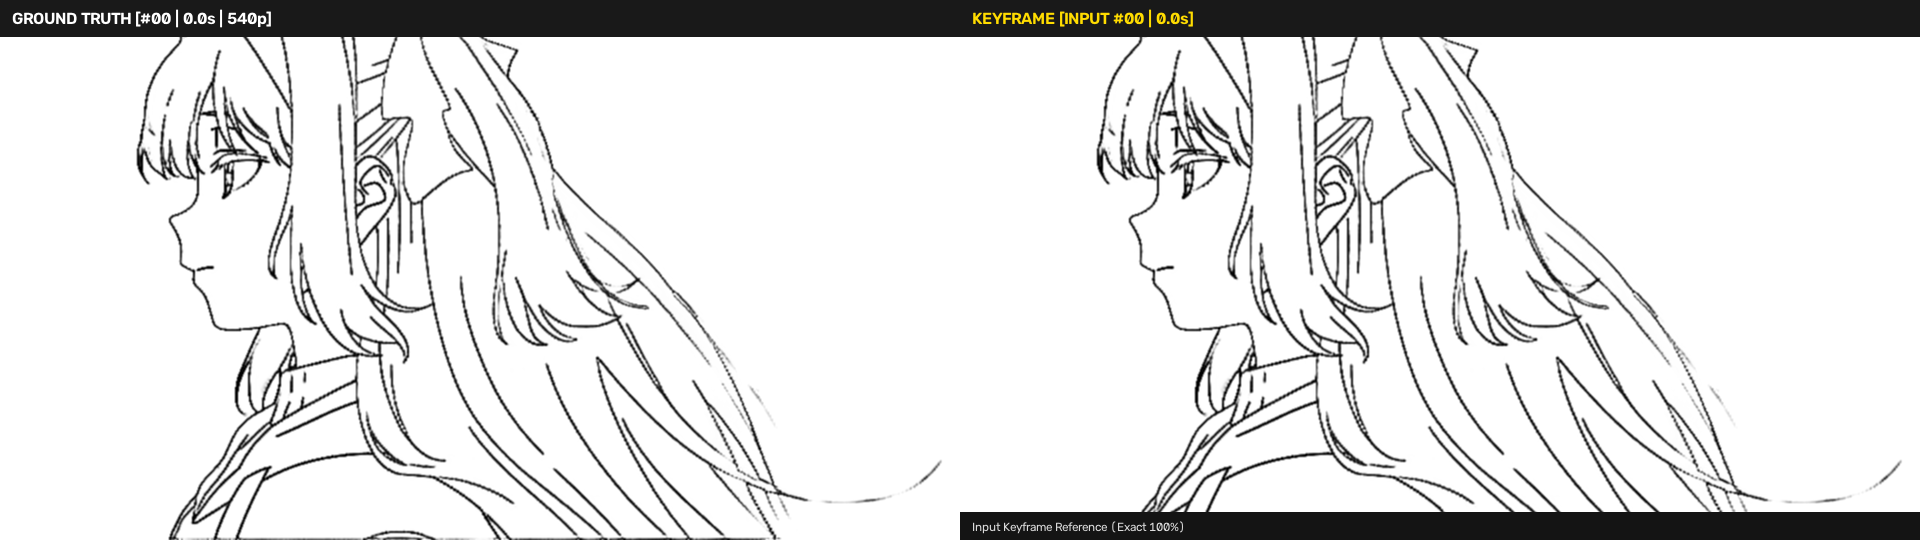 GROUND TRUTH [#00 | 0.0s | 540p]
KEYFRAME [INPUT #00 | 0.0s]
Input Keyframe Reference (Exact 100%)